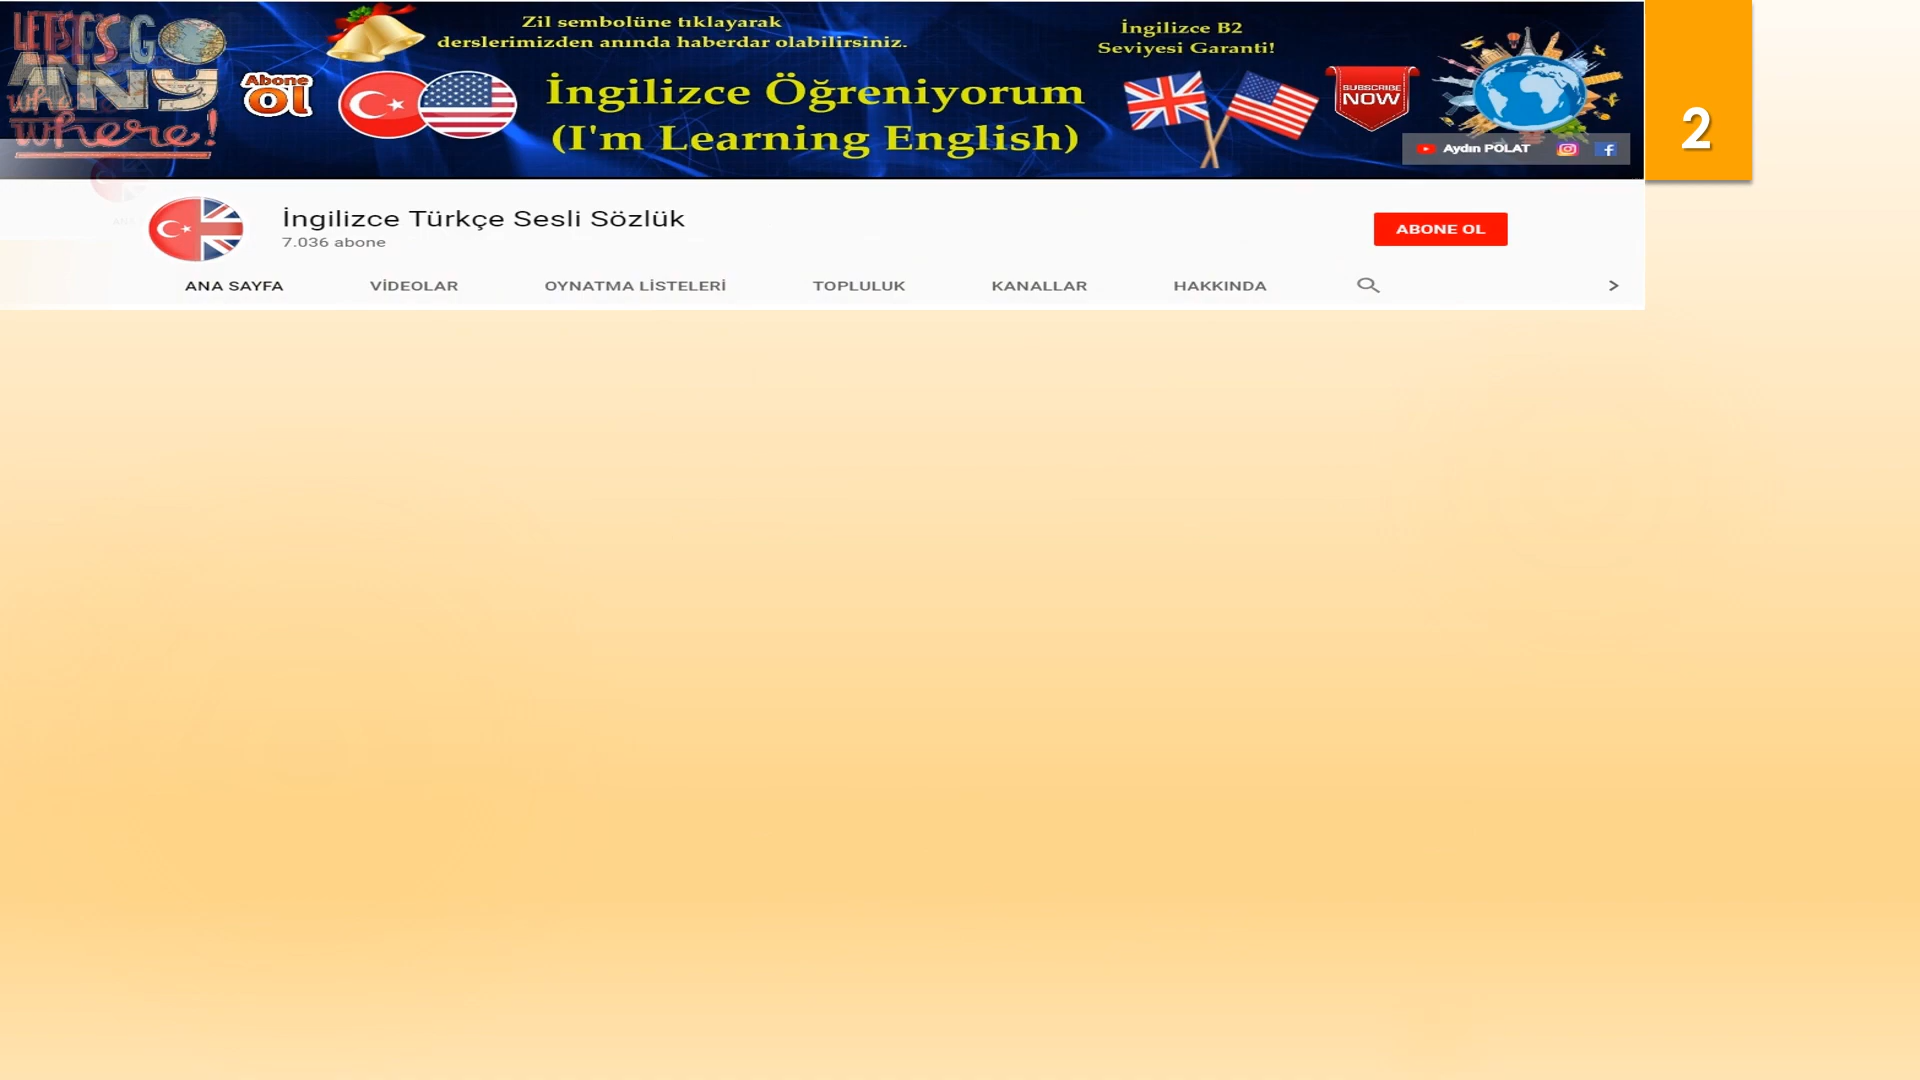 LET'S GO
ANY
where!
Abone
OL
Zil sembolüne tıklayarak
derslerimizden anında haberdar olabilirsiniz.
İngilizce Öğreniyorum
(I'm Learning English)
İngilizce B2
Seviyesi Garanti!
SUBSCRIBE
NOW
Aydın POLAT
2
İngilizce Türkçe Sesli Sözlük
7.036 abone
ABONE OL
ANA SAYFA
VİDEOLAR
OYNATMA LİSTELERİ
TOPLULUK
KANALLAR
HAKKINDA